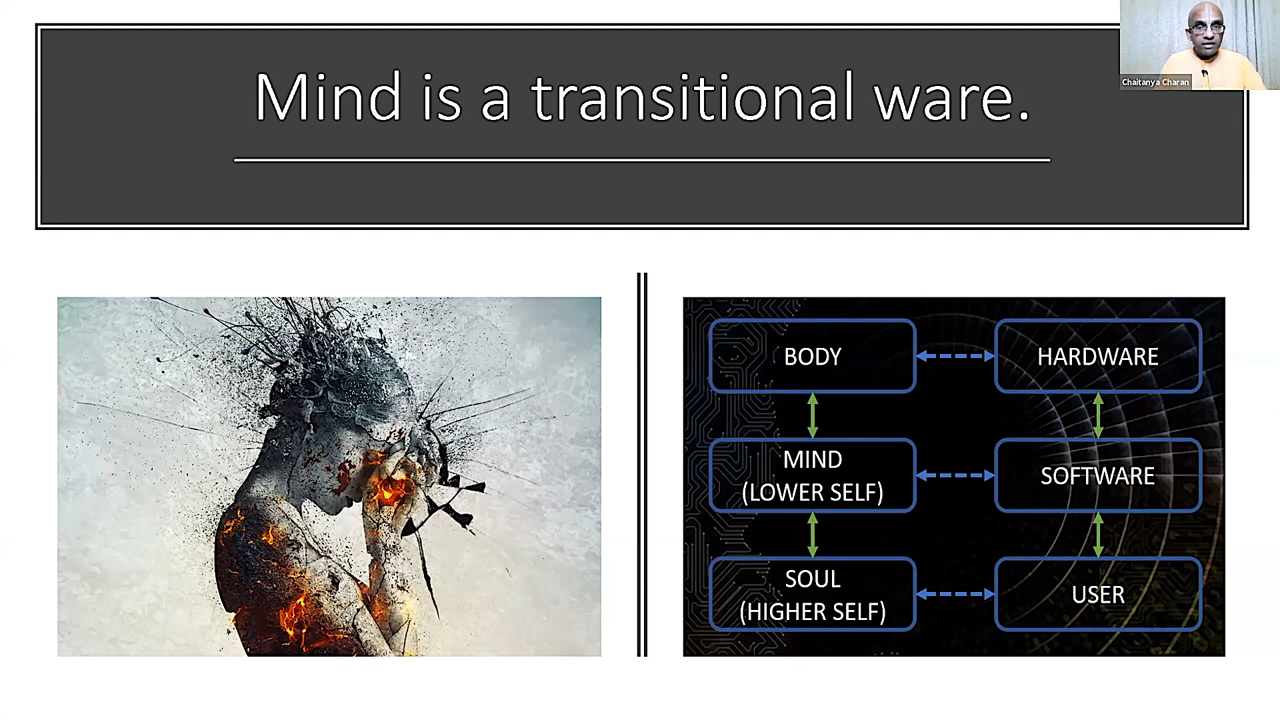 Mind is a transitional ware.
Chaitanya Charan
BODY
HARDWARE
MIND
(LOWER SELF)
SOFTWARE
SOUL
(HIGHER SELF)
USER